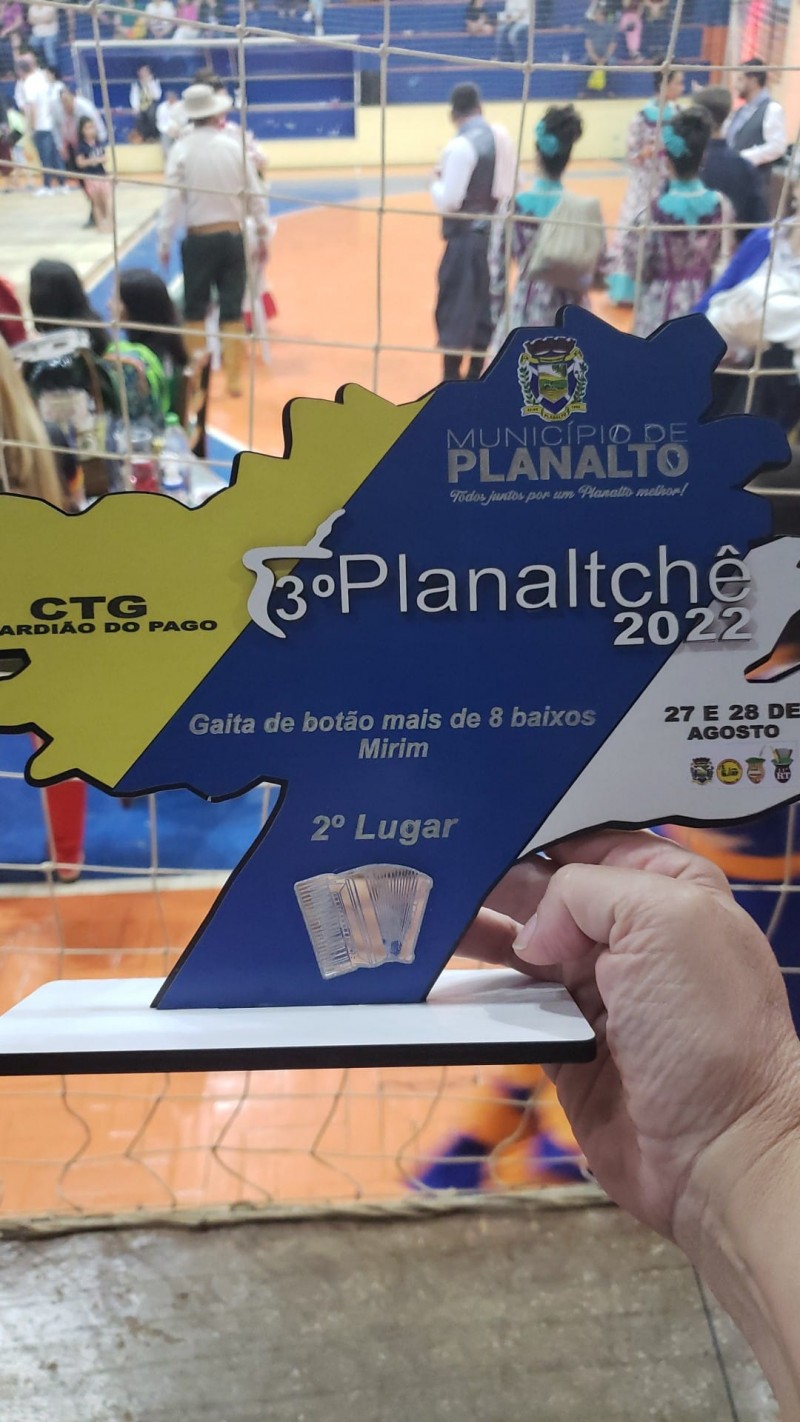 MUNICÍPIO DE
PLANALTO
Todos juntos por um Planalto melhor!
3º Planaltchê
2022
CTG
ARDIÃO DO PAGO
Gaita de botão mais de 8 baixos
Mirim
27 E 28 DE
AGOSTO
2º Lugar